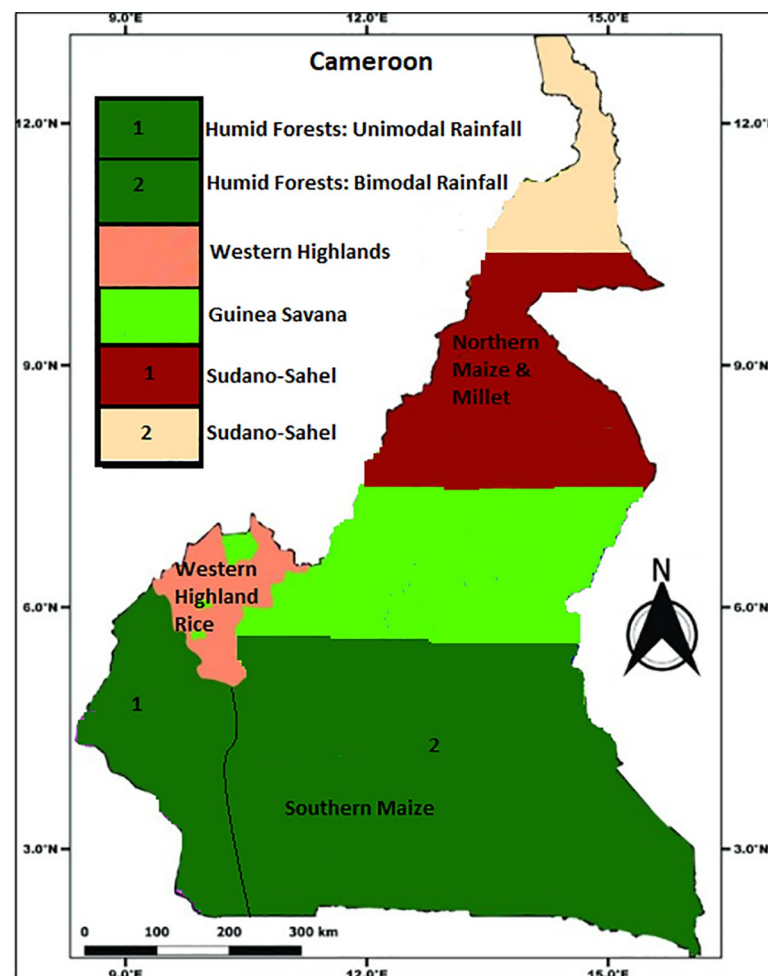 9.0°E 12.0°E 15.0°E
Cameroon
12.0°N 12.0°N
1 Humid Forests: Unimodal Rainfall
2 Humid Forests: Bimodal Rainfall
Western Highlands
Guinea Savana
1 Sudano-Sahel
2 Sudano-Sahel
Northern
Maize &
Millet
9.0°N 9.0°N
Western
Highland
Rice
N
6.0°N 6.0°N
1
2
Southern Maize
3.0°N 3.0°N
0 100 200 300 km
9.0°E 12.0°E 15.0°E